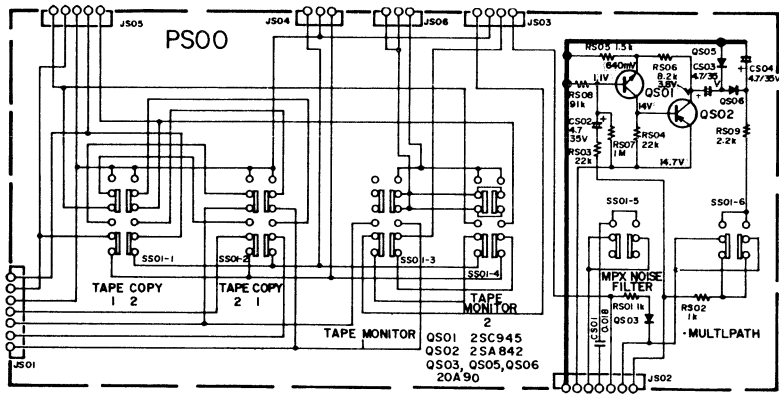 JS05
JS04
JS06
JS03
PS00
RS05 1.5k
640mV
RS06
8.2k
3.8V
QS05
CS03
4.7/35V
CS04
4.7/35V
1.1V
RS08
91k
QS01
14V
QS06
QS02
CS02
4.7
35V
RS03
22k
RS07
1M
RS04
22k
14.7V
RS09
2.2k
SS01-5
SS01-6
SS01-1
SS01-2
SS01-3
SS01-4
TAPE COPY
1 2
TAPE COPY
2 1
TAPE MONITOR
TAPE
MONITOR
2
MPX NOISE
FILTER
RS01 1k
QS03
CS01
0.018
RS02
1k
MULTLPATH
QS01 2SC945
QS02 2SA842
QS03, QS05, QS06
20A90
JS01
JS02